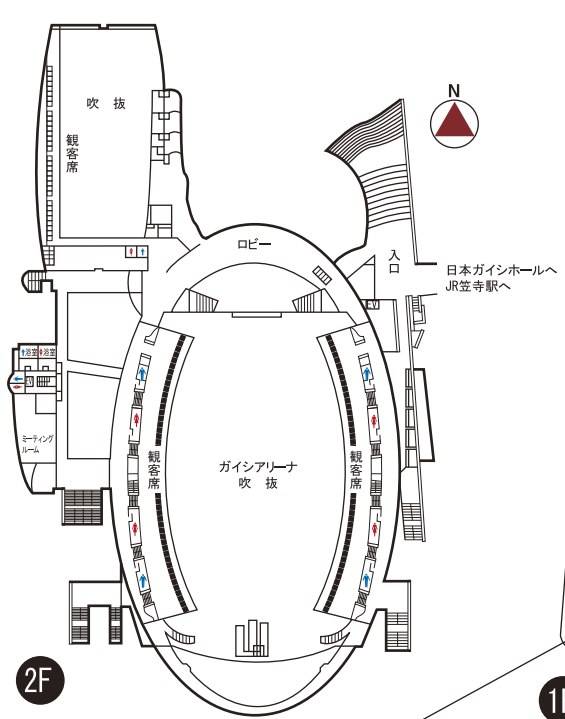 吹 抜
観客席
N
ロビー
入口
日本ガイシホールへ
JR笠寺駅へ
EV
浴室
浴室
EV
ミーティング
ルーム
観客席
ガイシアリーナ
吹 抜
観客席
2F